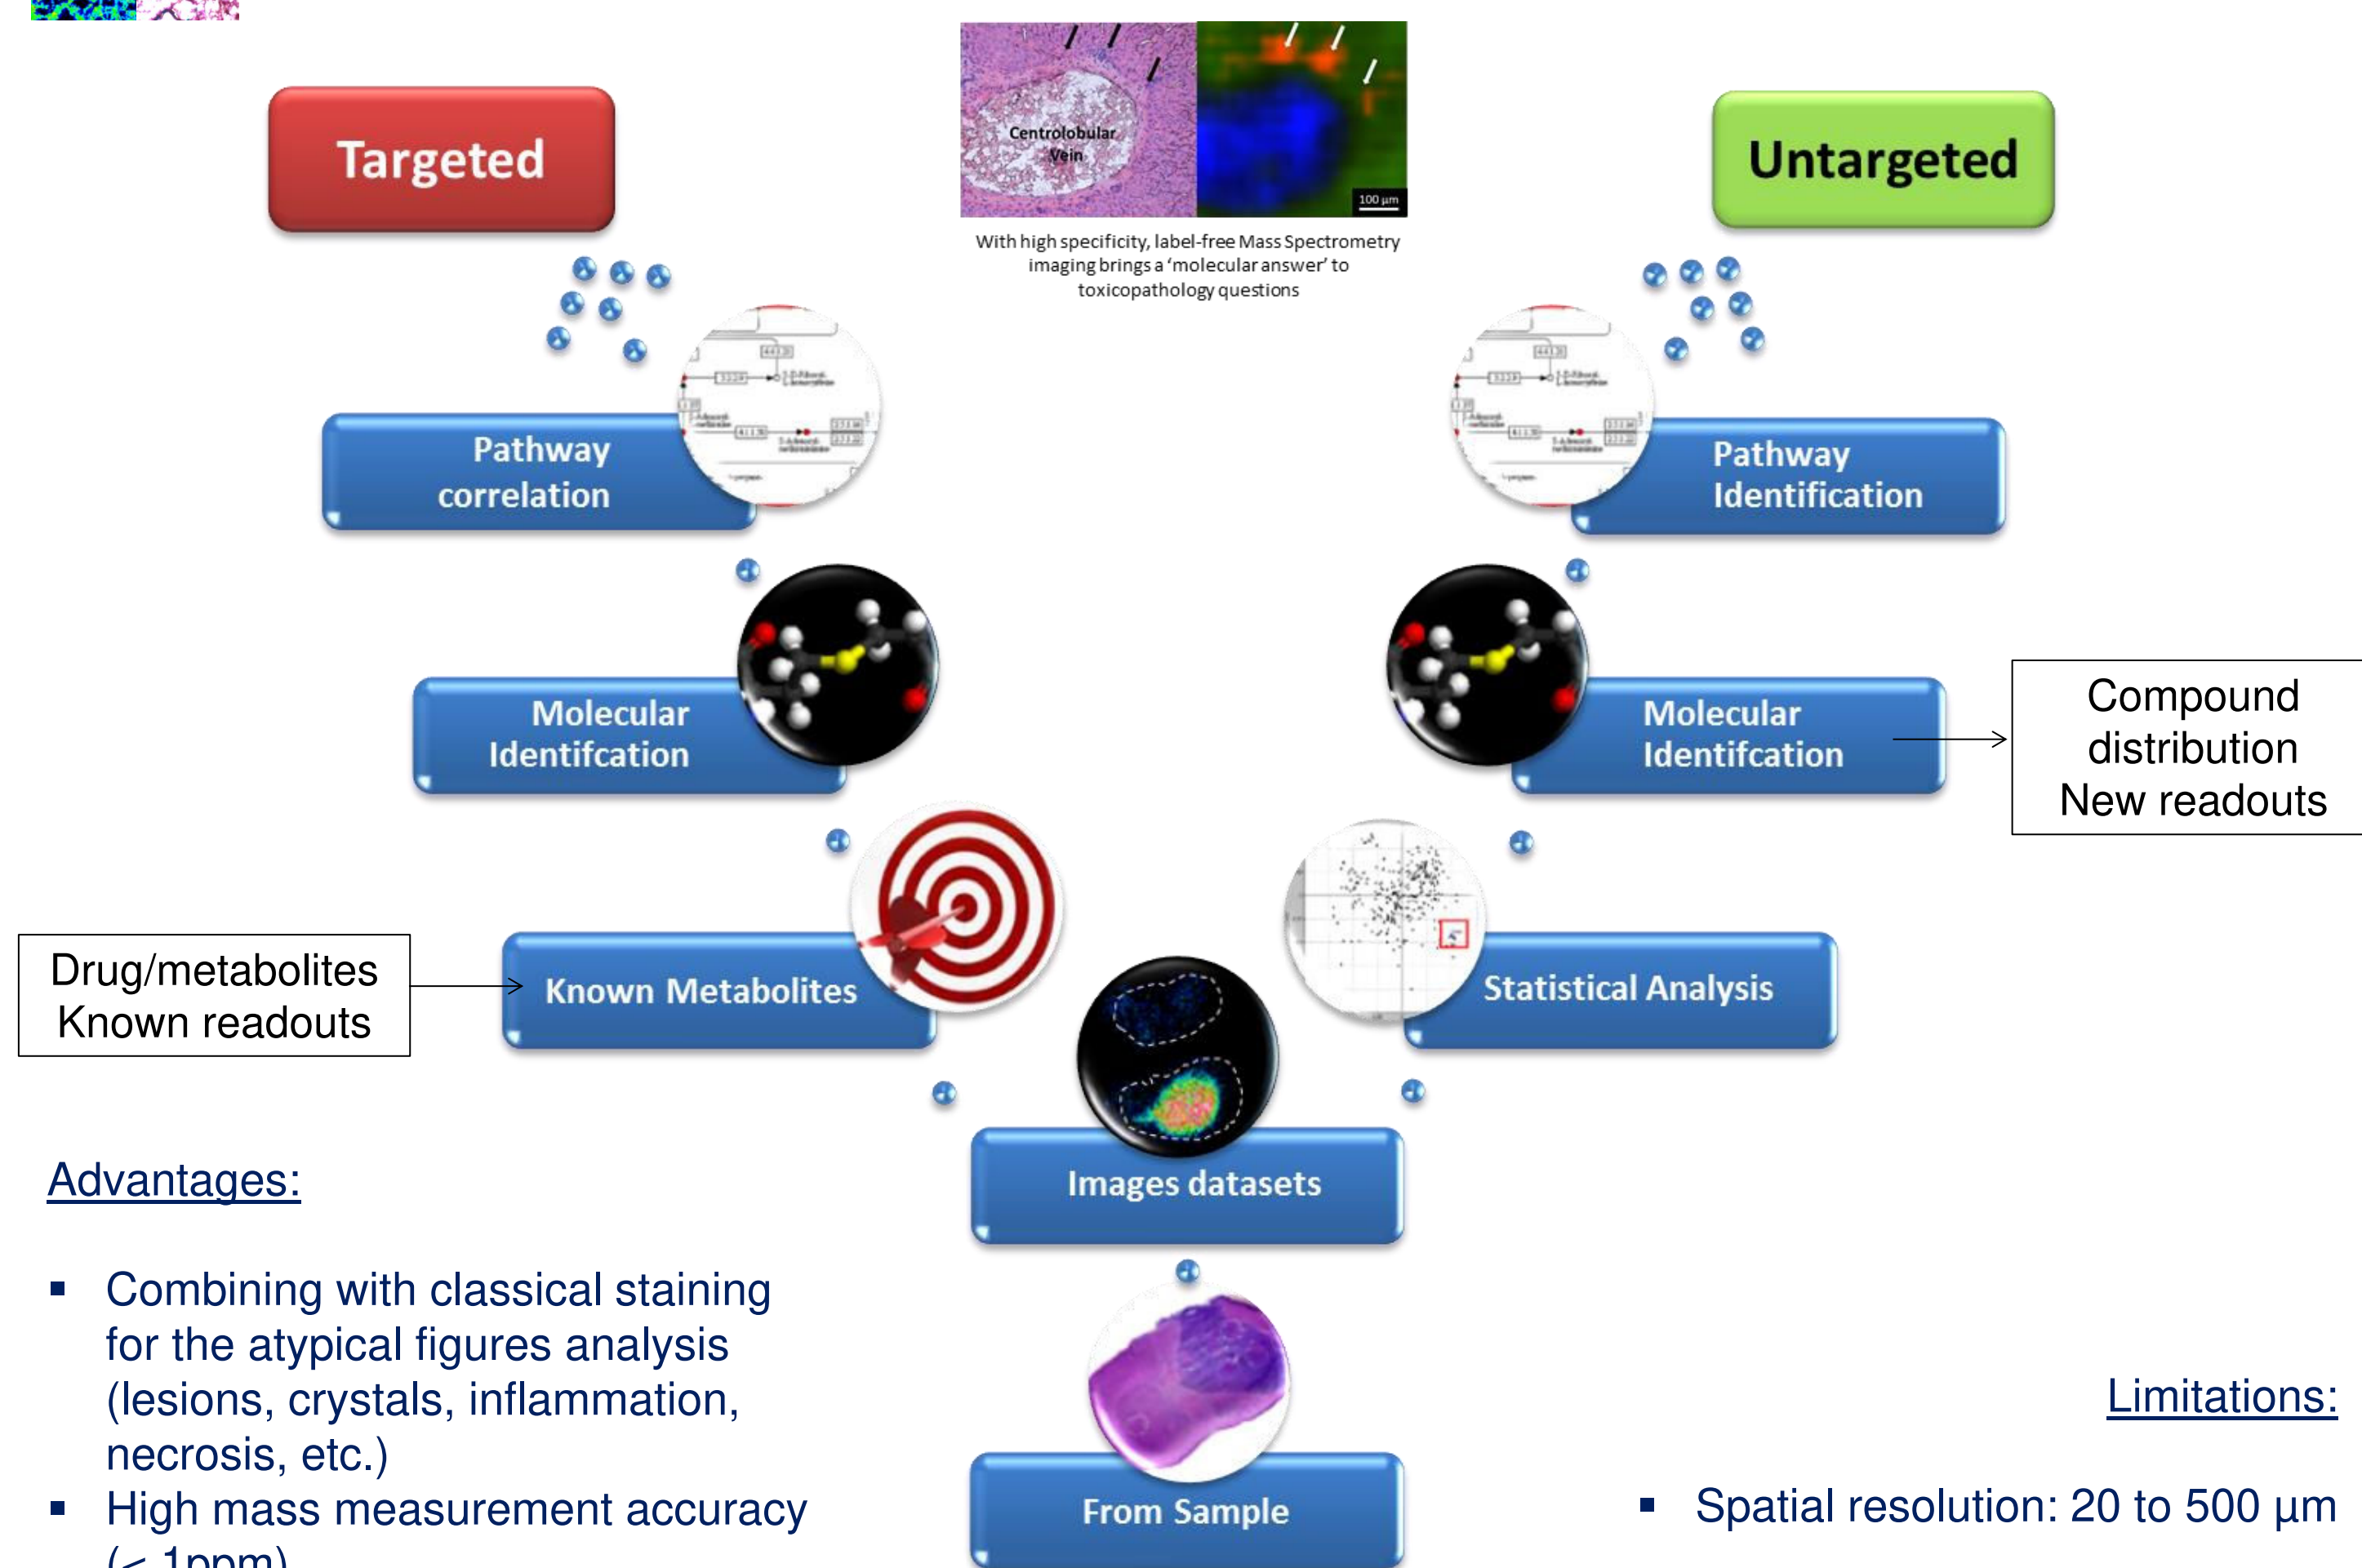 Targeted
Untargeted
Centrolobular
Vein
100 µm
With high specificity, label-free Mass Spectrometry
imaging brings a ‘molecular answer’ to
toxicopathology questions
Pathway
correlation
Pathway
Identification
Molecular
Identifcation
Molecular
Identifcation
Compound
distribution
New readouts
Drug/metabolites
Known readouts
Known Metabolites
Statistical Analysis
Images datasets
From Sample
Advantages:
▪ Combining with classical staining
for the atypical figures analysis
(lesions, crystals, inflammation,
necrosis, etc.)
▪ High mass measurement accuracy
(< 1ppm)
Limitations:
▪ Spatial resolution: 20 to 500 µm